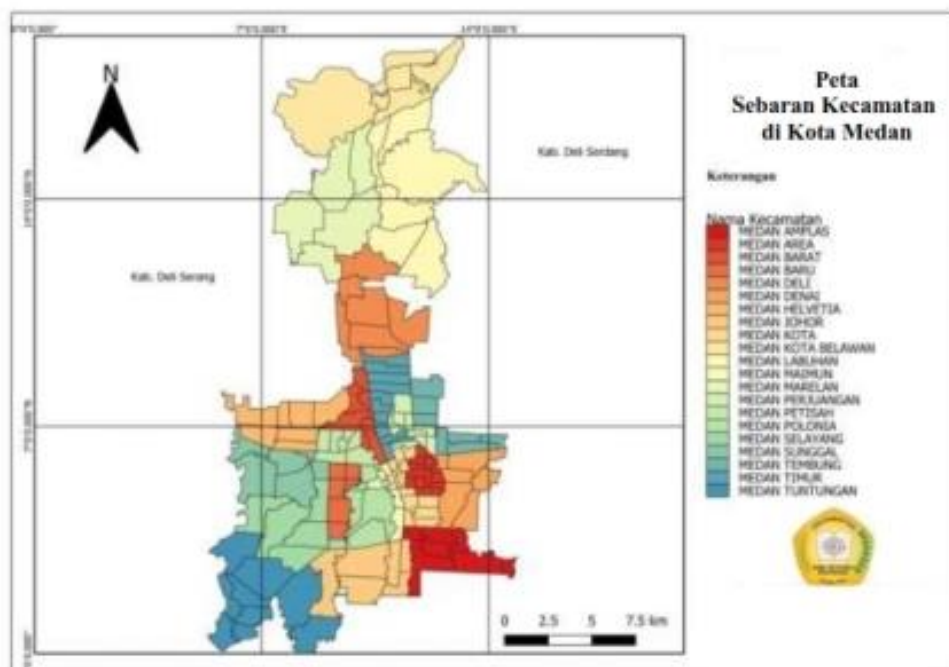 Peta
Sebaran Kecamatan
di Kota Medan
N
Kab. Deli Serdang
Kab. Deli Serang
Keterangan
Nama Kecamatan
MEDAN AMPLAS
MEDAN AREA
MEDAN BARAT
MEDAN BARU
MEDAN DELI
MEDAN DENAI
MEDAN HELVETIA
MEDAN JOHOR
MEDAN KOTA
MEDAN KOTA BELAWAN
MEDAN LABUHAN
MEDAN MAIMUN
MEDAN MARELAN
MEDAN PERJUANGAN
MEDAN PETISAH
MEDAN POLONIA
MEDAN SELAYANG
MEDAN SUNGGAL
MEDAN TEMBUNG
MEDAN TIMUR
MEDAN TUNTUNGAN
0 2.5 5 7.5 km